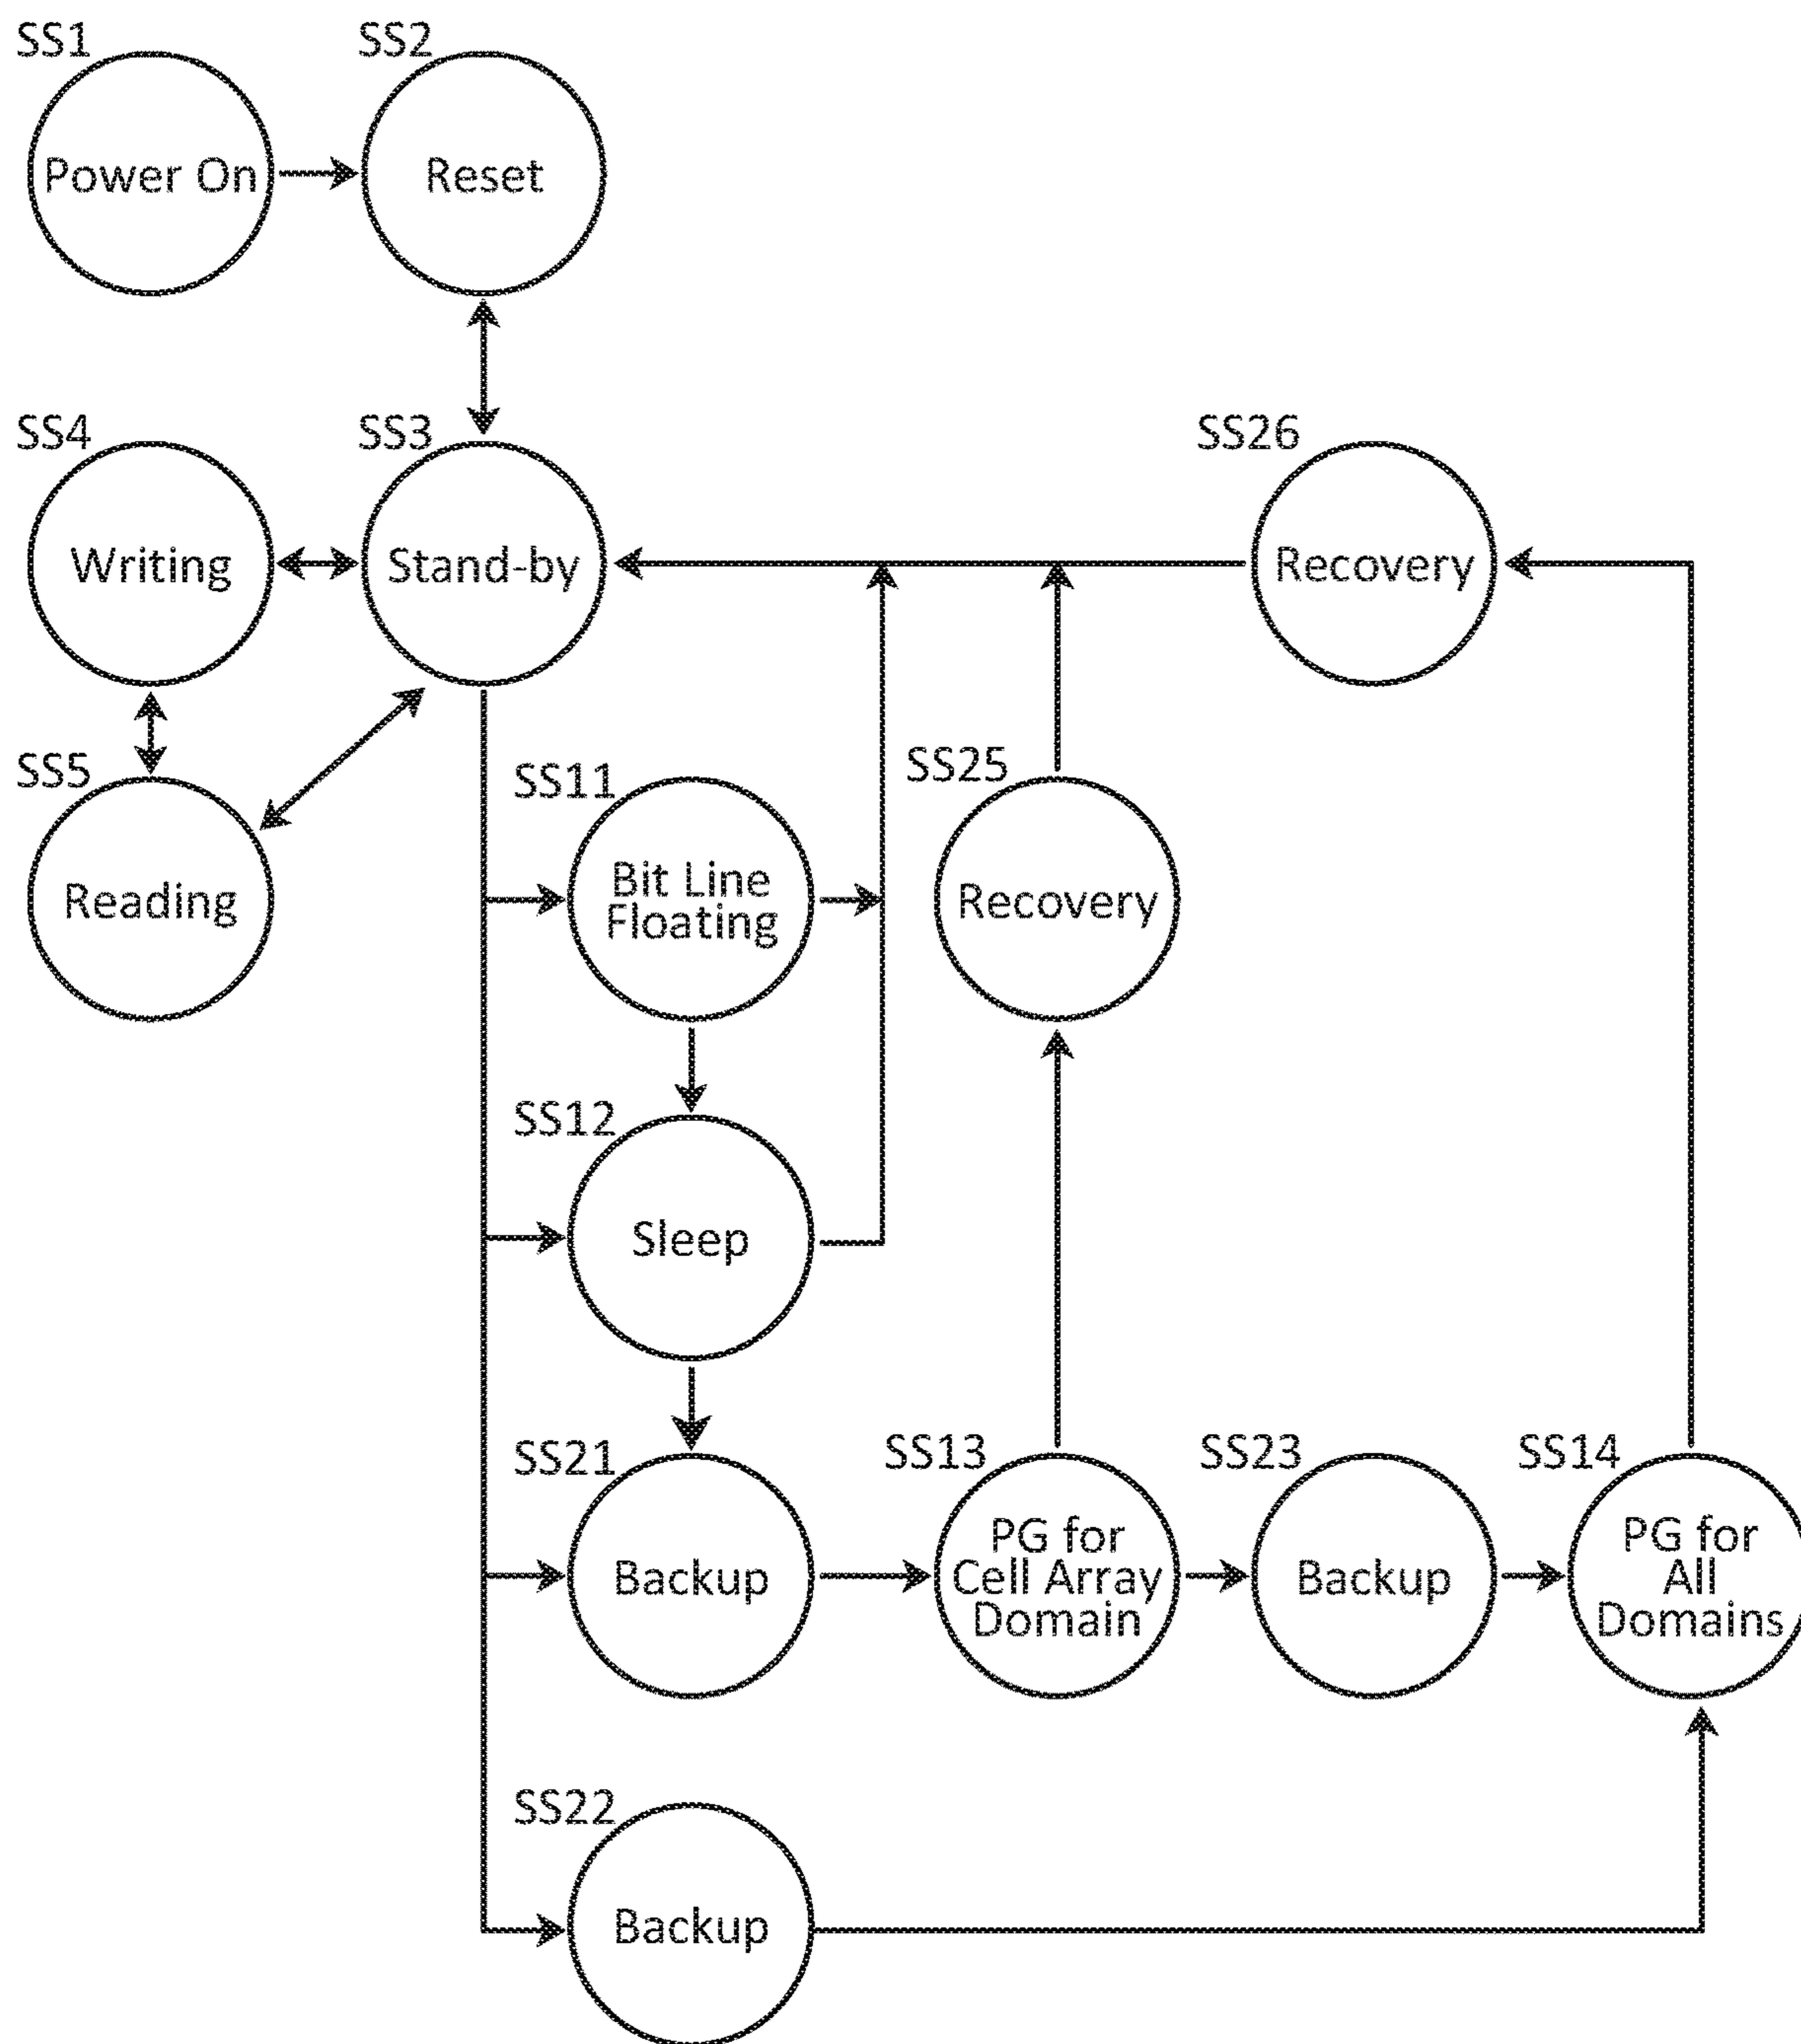 SS1
Power On
SS2
Reset
SS4
Writing
SS3
Stand-by
SS26
Recovery
SS5
Reading
SS11
Bit Line
Floating
SS25
Recovery
SS12
Sleep
SS21
Backup
SS13
PG for
Cell Array
Domain
SS23
Backup
SS14
PG for
All
Domains
SS22
Backup